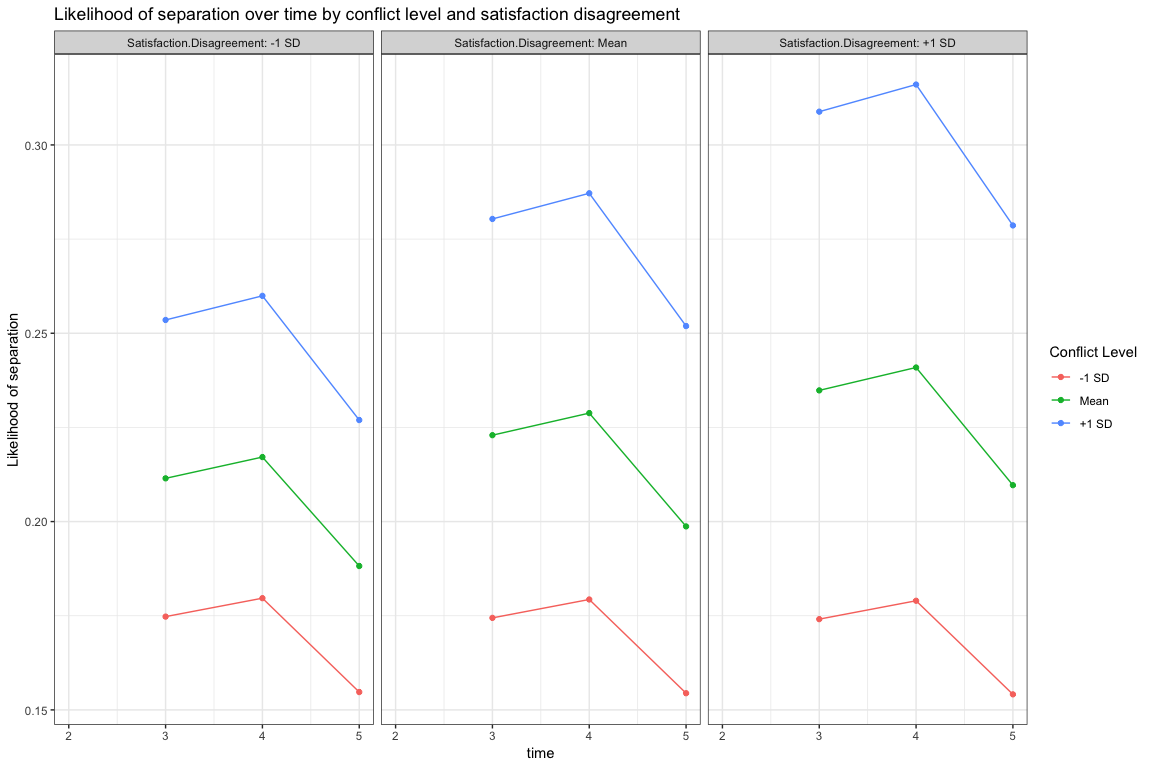 Likelihood of separation over time by conflict level and satisfaction disagreement
Satisfaction.Disagreement: -1 SD
Satisfaction.Disagreement: Mean
Satisfaction.Disagreement: +1 SD
Likelihood of separation
0.30
0.25
0.20
0.15
2 3 4 5
2 3 4 5
2 3 4 5
time
Conflict Level
-1 SD
Mean
+1 SD